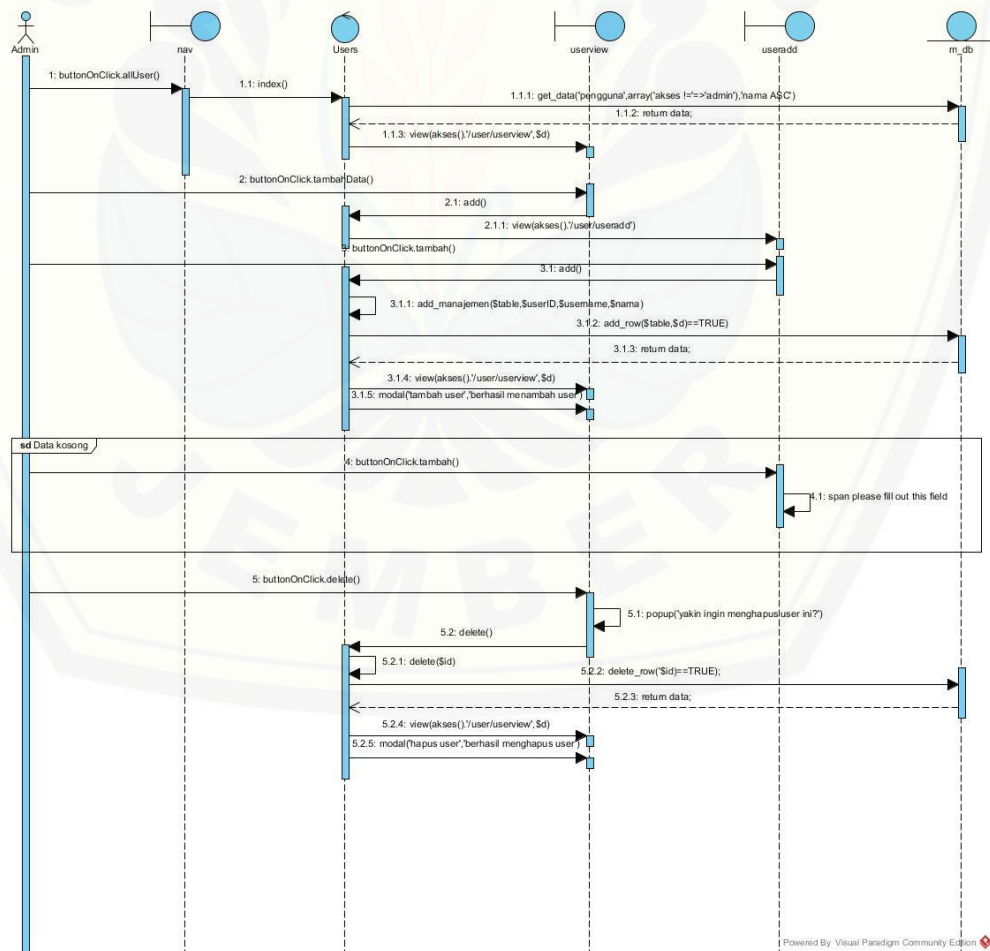 Admin
nav
Users
userview
useradd
m_db
1: buttonOnClick.allUser()
1.1: index()
1.1.1: get_data('pengguna',array('akses !='=>'admin'),'nama ASC')
1.1.2: return data;
1.1.3: view(akses().'/user/userview',$d)
2: buttonOnClick.tambahData()
2.1: add()
2.1.1: view(akses().'/user/useradd')
3: buttonOnClick.tambah()
3.1: add()
3.1.1: add_manajemen($table,$userID,$username,$nama)
3.1.2: add_row($table,$d)==TRUE)
3.1.3: return data;
3.1.4: view(akses().'/user/userview',$d)
3.1.5: modal('tambah user','berhasil menambah user')
sd Data kosong
4: buttonOnClick.tambah()
4.1: span please fill out this field
5: buttonOnClick.delete()
5.1: popup("yakin ingin menghapus user ini?")
5.2: delete()
5.2.1: delete($id)
5.2.2: delete_row('$id)==TRUE);
5.2.3: return data;
5.2.4: view(akses().'/user/userview',$d)
5.2.5: modal('hapus user','berhasil menghapus user')
JEMBER
Powered By Visual Paradigm Community Edition